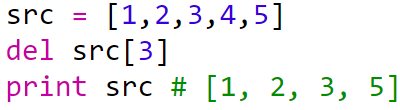 src = [1,2,3,4,5]
del src[3]
print src # [1, 2, 3, 5]